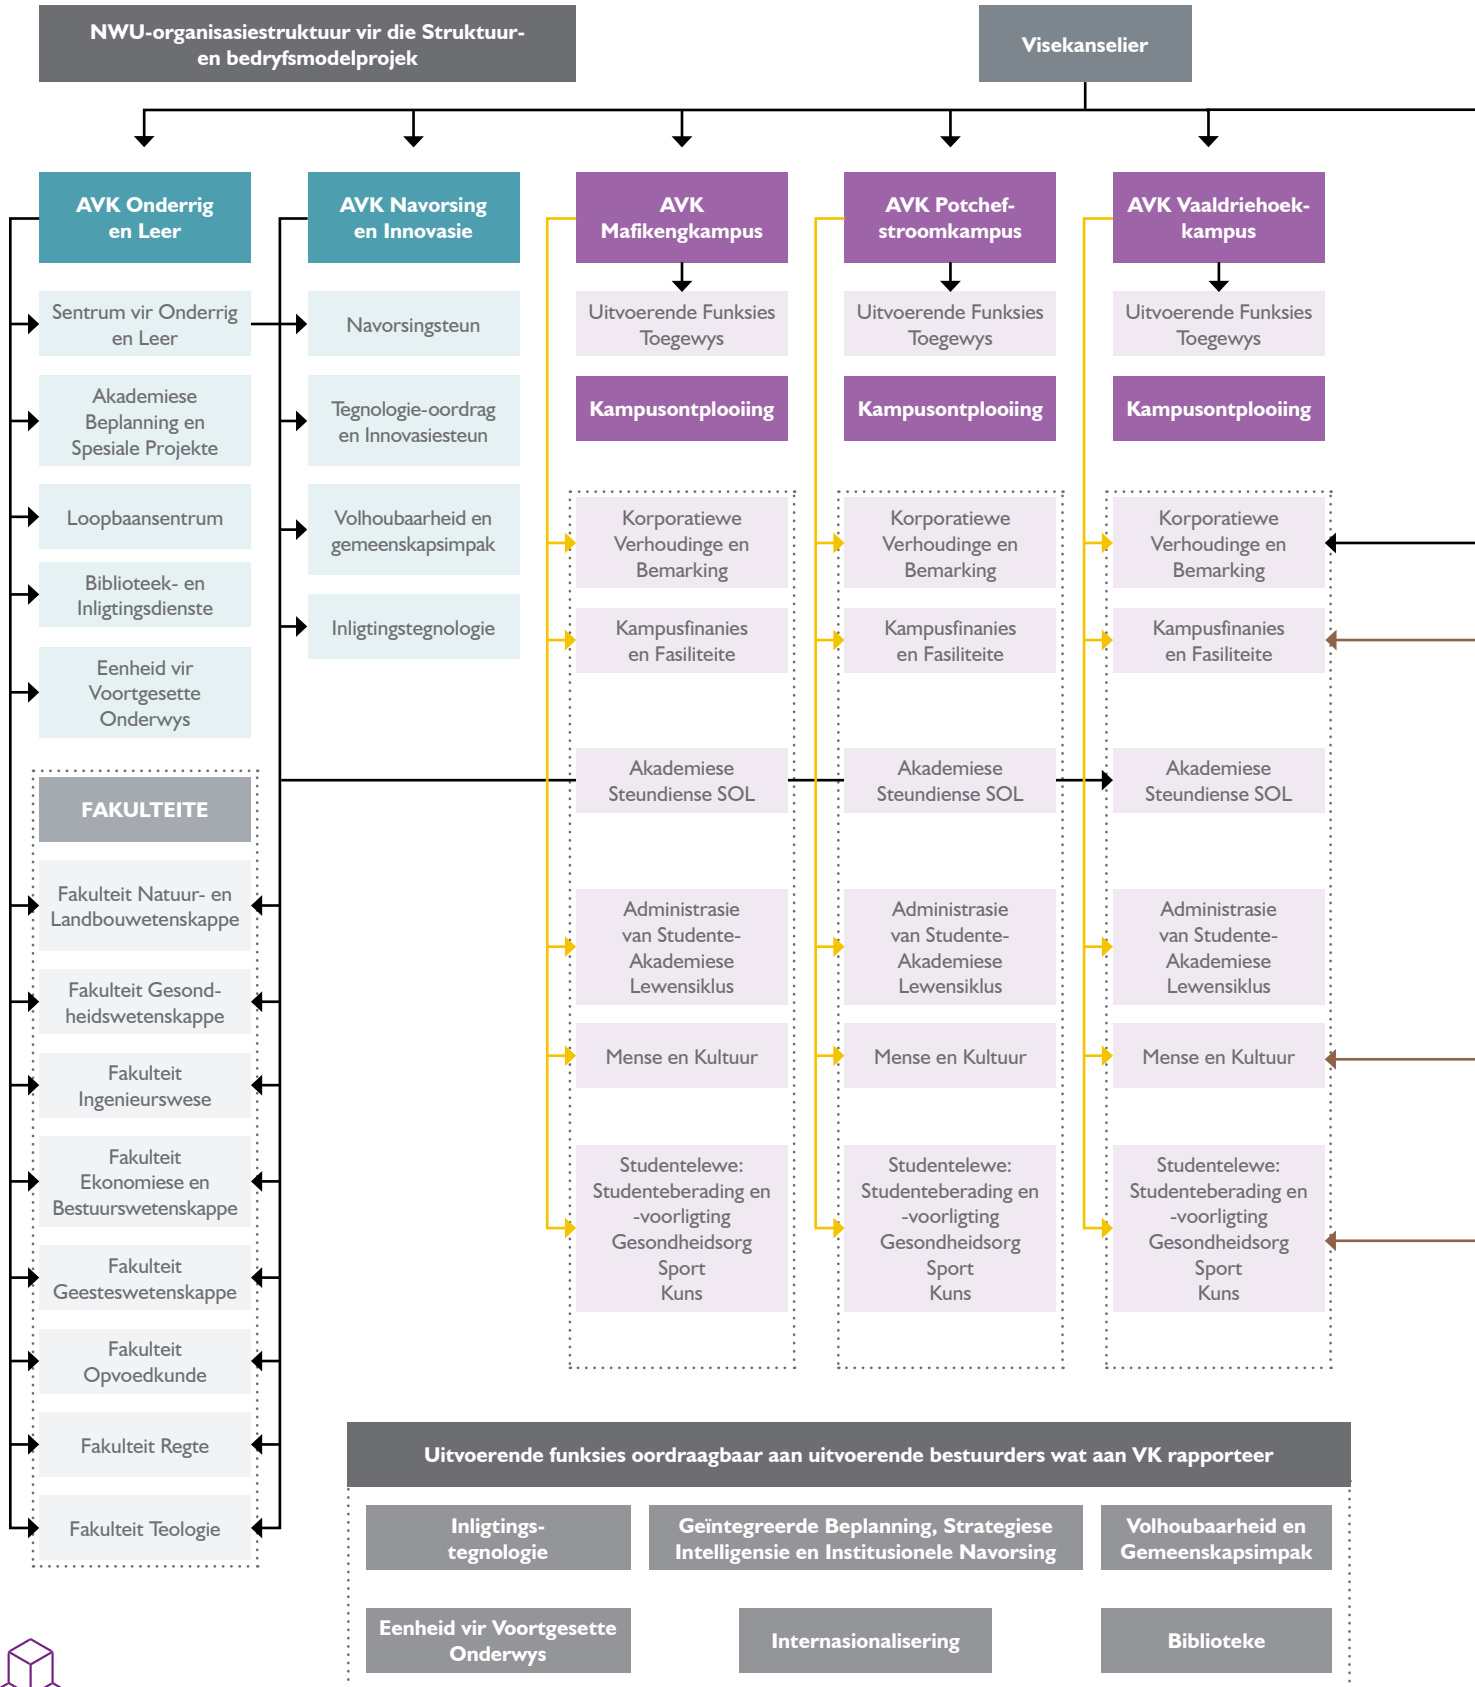 NWU-organisasiestruktuur vir die Struktuur-
en bedryfsmodelprojek
Visekanselier
AVK Onderrig
en Leer
Sentrum vir Onderrig
en Leer
Akademiese
Beplanning en
Spesiale Projekte
Loopbaansentrum
Biblioteek- en
Inligtingsdienste
Eenheid vir
Voortgesette
Onderwys
FAKULTEITE
Fakulteit Natuur- en
Landbouwetenskappe
Fakulteit Gesond-
heidswetenskappe
Fakulteit
Ingenieurswese
Fakulteit
Ekonomiese en
Bestuurswetenskappe
Fakulteit
Geesteswetenskappe
Fakulteit
Opvoedkunde
Fakulteit Regte
Fakulteit Teologie
AVK Navorsing
en Innovasie
Navorsingsteun
Tegnologie-oordrag
en Innovasiesteun
Volhoubaarheid en
gemeenskapsimpak
Inligtingstegnologie
AVK
Mafikengkampus
Uitvoerende Funksies
Toegewys
Kampusontplooiing
Korporatiewe
Verhoudinge en
Bemarking
Kampusfinanies
en Fasiliteite
Akademiese
Steundienste SOL
Administrasie
van Studente-
Akademiese
Lewensiklus
Mense en Kultuur
Studentelewe:
Studenteberading en
-voorligting
Gesondheidsorg
Sport
Kuns
AVK Potchef-
stroomkampus
Uitvoerende Funksies
Toegewys
Kampusontplooiing
Korporatiewe
Verhoudinge en
Bemarking
Kampusfinanies
en Fasiliteite
Akademiese
Steundiense SOL
Administrasie
van Studente-
Akademiese
Lewensiklus
Mense en Kultuur
Studentelewe:
Studenteberading en
-voorligting
Gesondheidsorg
Sport
Kuns
AVK Vaaldriehoek-
kampus
Uitvoerende Funksies
Toegewys
Kampusontplooiing
Korporatiewe
Verhoudinge en
Bemarking
Kampusfinanies
en Fasiliteite
Akademiese
Steundiense SOL
Administrasie
van Studente-
Akademiese
Lewensiklus
Mense en Kultuur
Studentelewe:
Studenteberading en
-voorligting
Gesondheidsorg
Sport
Kuns
Uitvoerende funksies oordraagbaar aan uitvoerende bestuurders wat aan VK rapporteer
Inligtings-
tegnologie
Geïntegreerde Beplanning, Strategiese
Intelligensie en Institusionele Navorsing
Volhoubaarheid en
Gemeenskapsimpak
Eenheid vir Voortgesette
Onderwys
Internasionalisering
Biblioteke